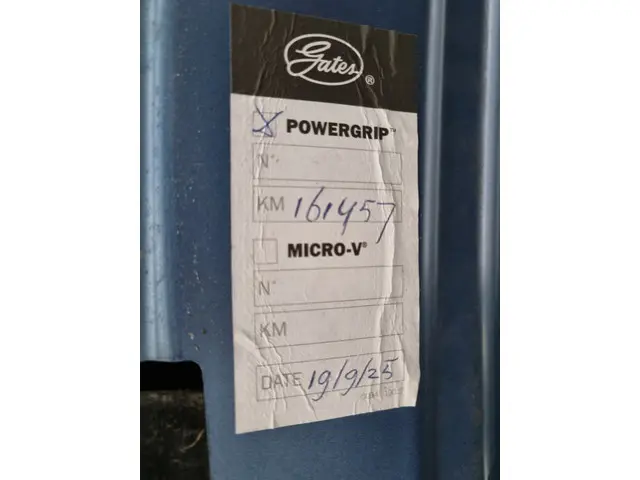 Gates®
X POWERGRIP™
N°
KM 161457
MICRO-V®
N°
KM
DATE 19/9/25